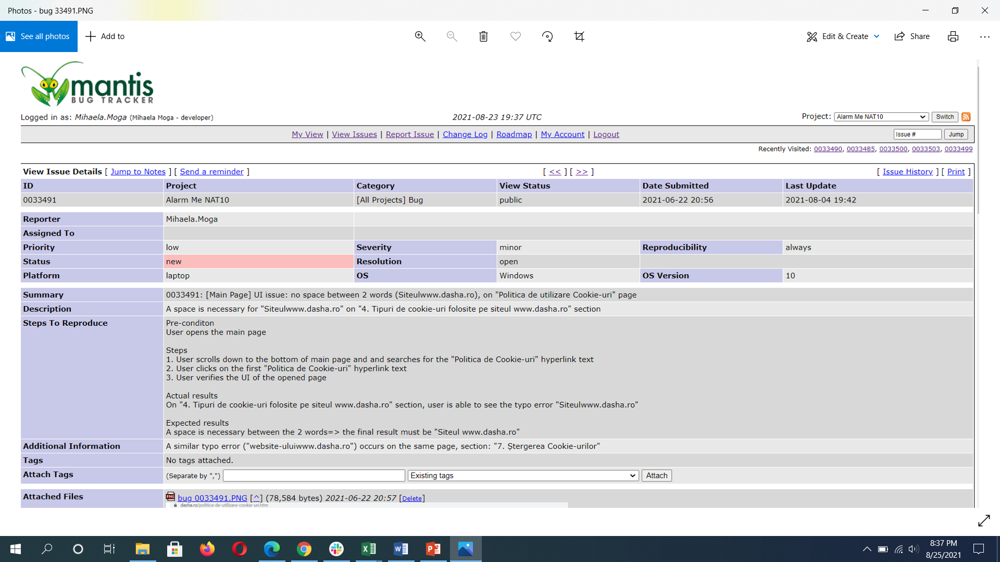 Photos - bug 33491.PNG
See all photos
Add to
Edit & Create
Share
mantis
BUG TRACKER
Logged in as: Mihaela.Moga (Mihaela Moga - developer)
2021-08-23 19:37 UTC
Project: Alarm Me NAT10 Switch
My View | View Issues | Report Issue | Change Log | Roadmap | My Account | Logout
Issue # Jump
Recently Visited: 0033490, 0033485, 0033500, 0033503, 0033499
View Issue Details [ Jump to Notes ] [ Send a reminder ] [ << ] [ >> ] [ Issue History ] [ Print ]
ID Project Category View Status Date Submitted Last Update
0033491 Alarm Me NAT10 [All Projects] Bug public 2021-06-22 20:56 2021-08-04 19:42
Reporter Mihaela.Moga
Assigned To
Priority low Severity minor Reproducibility always
Status new Resolution open
Platform laptop OS Windows OS Version 10
Summary 0033491: [Main Page] UI issue: no space between 2 words (Siteulwww.dasha.ro), on "Politica de utilizare Cookie-uri" page
Description A space is necessary for "Siteulwww.dasha.ro" on "4. Tipuri de cookie-uri folosite pe siteul www.dasha.ro" section
Steps To Reproduce Pre-conditon
User opens the main page
Steps
1. User scrolls down to the bottom of main page and and searches for the "Politica de Cookie-uri" hyperlink text
2. User clicks on the first "Politica de Cookie-uri" hyperlink text
3. User verifies the UI of the opened page
Actual results
On "4. Tipuri de cookie-uri folosite pe siteul www.dasha.ro" section, user is able to see the typo error "Siteulwww.dasha.ro"
Expected results
A space is necessary between the 2 words=> the final result must be "Siteul www.dasha.ro"
Additional Information A similar typo error ("website-uluiwww.dasha.ro") occurs on the same page, section: "7. Ștergerea Cookie-urilor"
Tags No tags attached.
Attach Tags (Separate by ",") Existing tags Attach
Attached Files PNG bug 0033491.PNG [^] (78,584 bytes) 2021-06-22 20:57 [Delete]
dasha.ro/politica-de-utilizare-cookie-uri.htm
8:37 PM
8/25/2021